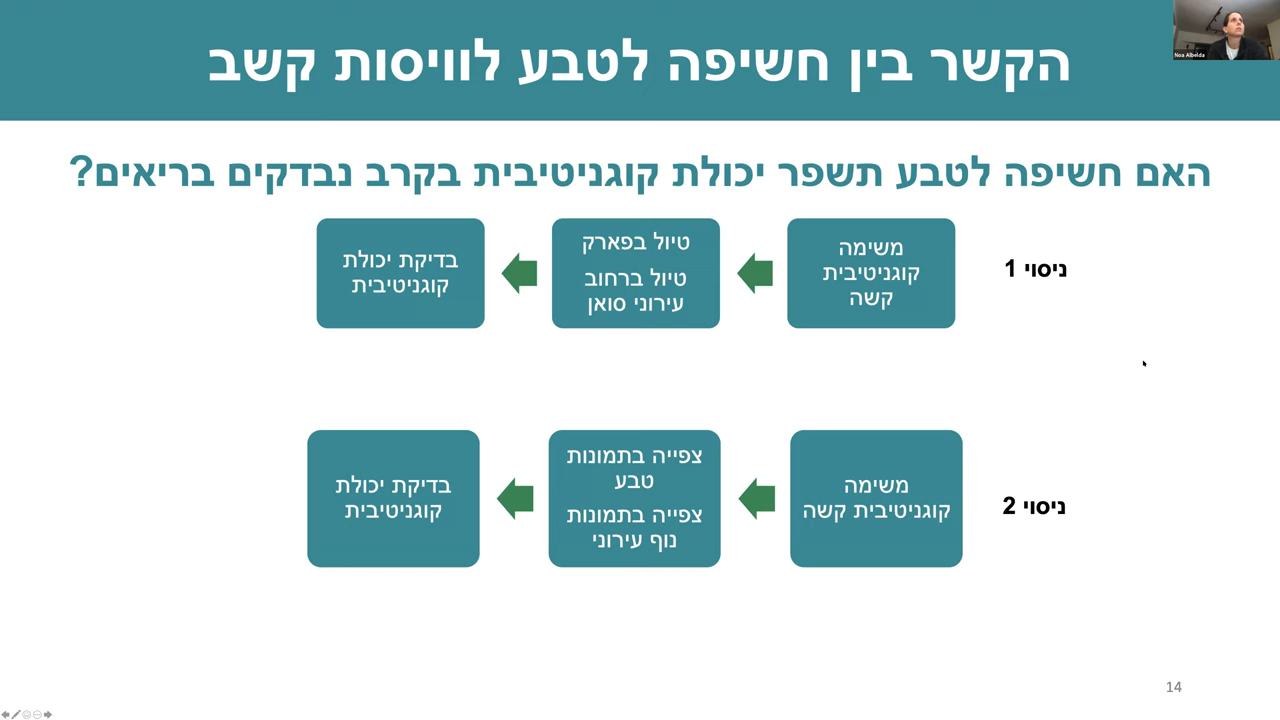 הקשר בין חשיפה לטבע לוויסות קשב
Noa Albelda
האם חשיפה לטבע תשפר יכולת קוגניטיבית בקרב נבדקים בריאים?
ניסוי 1
משימה
קוגניטיבית
קשה
טיול בפארק
טיול ברחוב
עירוני סואן
בדיקת יכולת
קוגניטיבית
ניסוי 2
משימה
קוגניטיבית קשה
צפייה בתמונות
טבע
צפייה בתמונות
נוף עירוני
בדיקת יכולת
קוגניטיבית
14